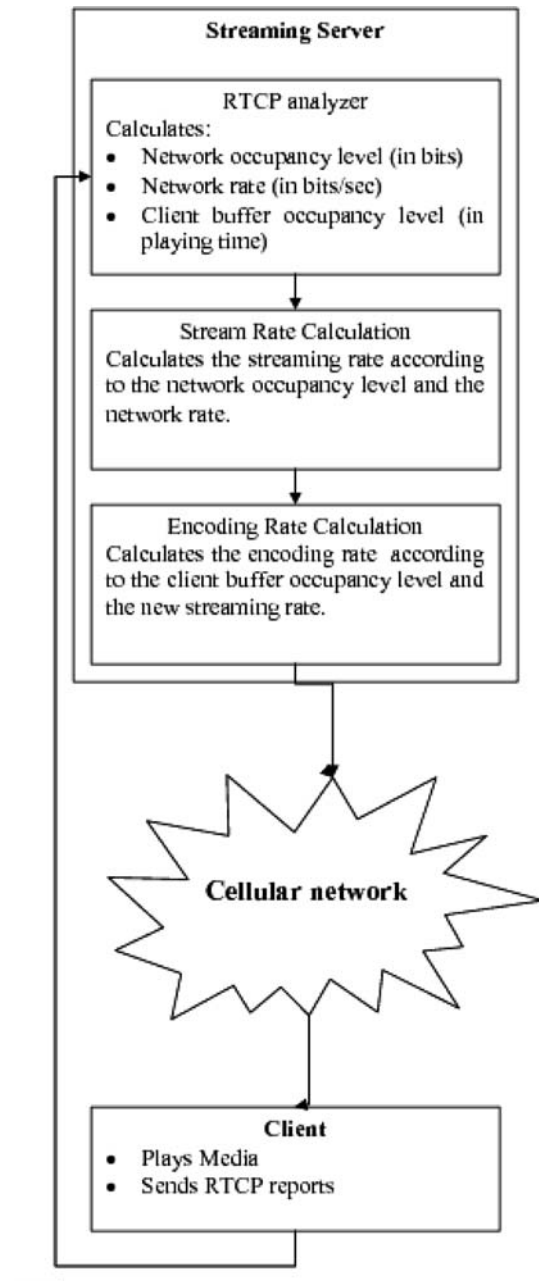 Streaming Server
RTCP analyzer
Calculates:
• Network occupancy level (in bits)
• Network rate (in bits/sec)
• Client buffer occupancy level (in
playing time)
Stream Rate Calculation
Calculates the streaming rate according
to the network occupancy level and the
network rate.
Encoding Rate Calculation
Calculates the encoding rate according
to the client buffer occupancy level and
the new streaming rate.
Cellular network
Client
• Plays Media
• Sends RTCP reports